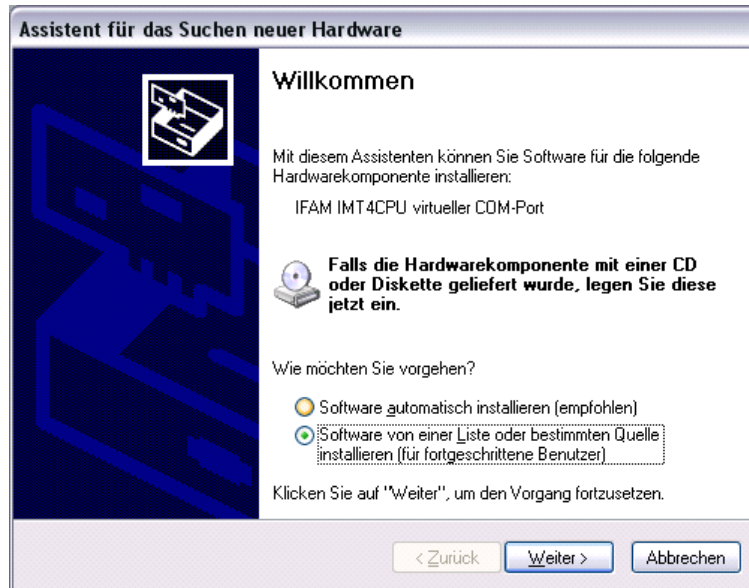 Assistent für das Suchen neuer Hardware
Willkommen
Mit diesem Assistenten können Sie Software für die folgende
Hardwarekomponente installieren:
IFAM IMT4CPU virtueller COM-Port
Falls die Hardwarekomponente mit einer CD
oder Diskette geliefert wurde, legen Sie diese
jetzt ein.
Wie möchten Sie vorgehen?
Software automatisch installieren (empfohlen)
Software von einer Liste oder bestimmten Quelle
installieren (für fortgeschrittene Benutzer)
Klicken Sie auf "Weiter", um den Vorgang fortzusetzen.
< Zurück Weiter > Abbrechen